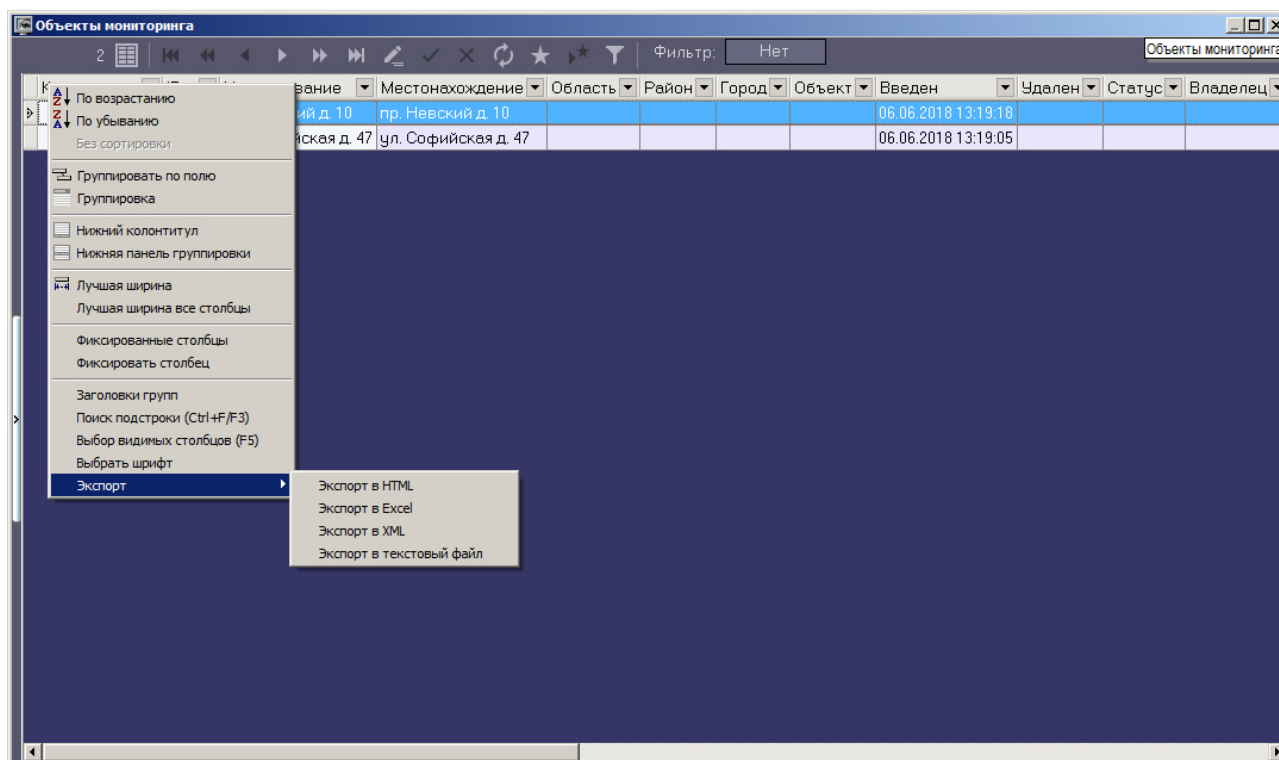 Объекты мониторинга
2 Фильтр: Нет
Объекты мониторинга
Местонахождение Область Район Город Объект Введен Удален Статус Владелец
д. 10 пр. Невский д. 10 06.06.2018 13:19:18
д. 47 ул. Софийская д. 47 06.06.2018 13:19:05
По возрастанию
По убыванию
Без сортировки
Группировать по полю
Группировка
Нижний колонтитул
Нижняя панель группировки
Лучшая ширина
Лучшая ширина все столбцы
Фиксированные столбцы
Фиксировать столбец
Заголовки групп
Поиск подстроки (Ctrl+F/F3)
Выбор видимых столбцов (F5)
Выбрать шрифт
Экспорт
Экспорт в HTML
Экспорт в Excel
Экспорт в XML
Экспорт в текстовый файл